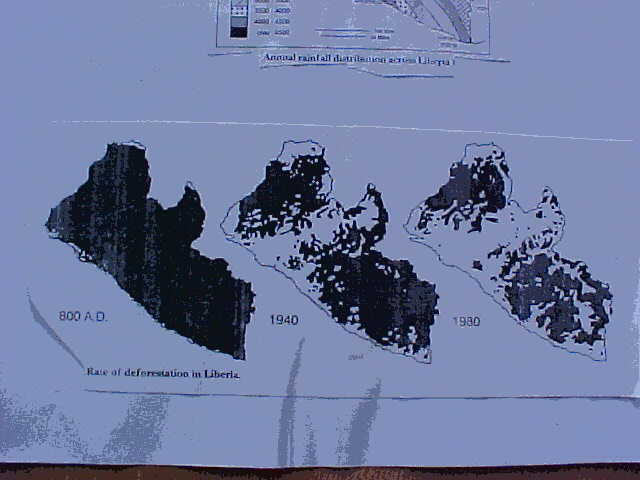 Annual rainfall distribution across Liberia
800 A.D.
1940
1980
Rate of deforestation in Liberia.